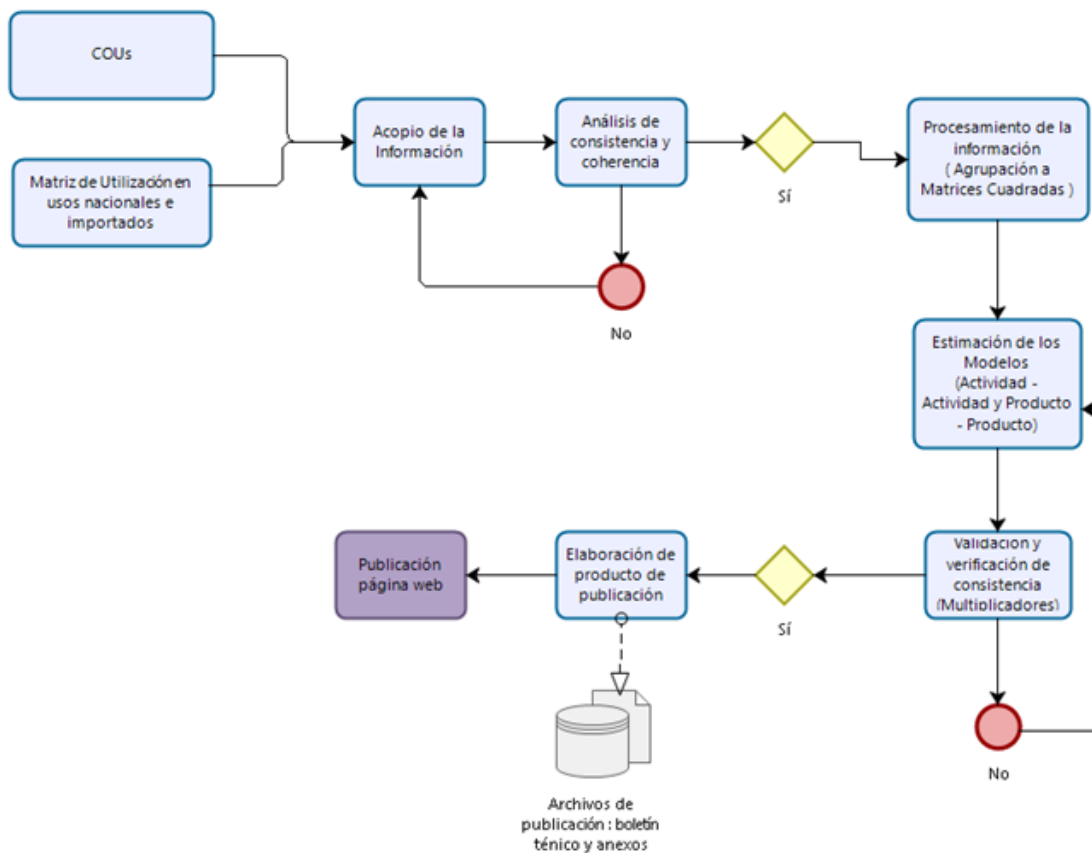 COUs
Matriz de Utilización en
usos nacionales e
importados
Acopio de la
Información
Análisis de
consistencia y
coherencia
No
Sí
Procesamiento de la
información
( Agrupación a
Matrices Cuadradas )
Estimación de los
Modelos
(Actividad -
Actividad y Producto
- Producto)
Validación y
verificación de
consistencia
(Multiplicadores)
No
Sí
Elaboración de
producto de
publicación
Archivos de
publicación : boletín
ténico y anexos
Publicación
página web